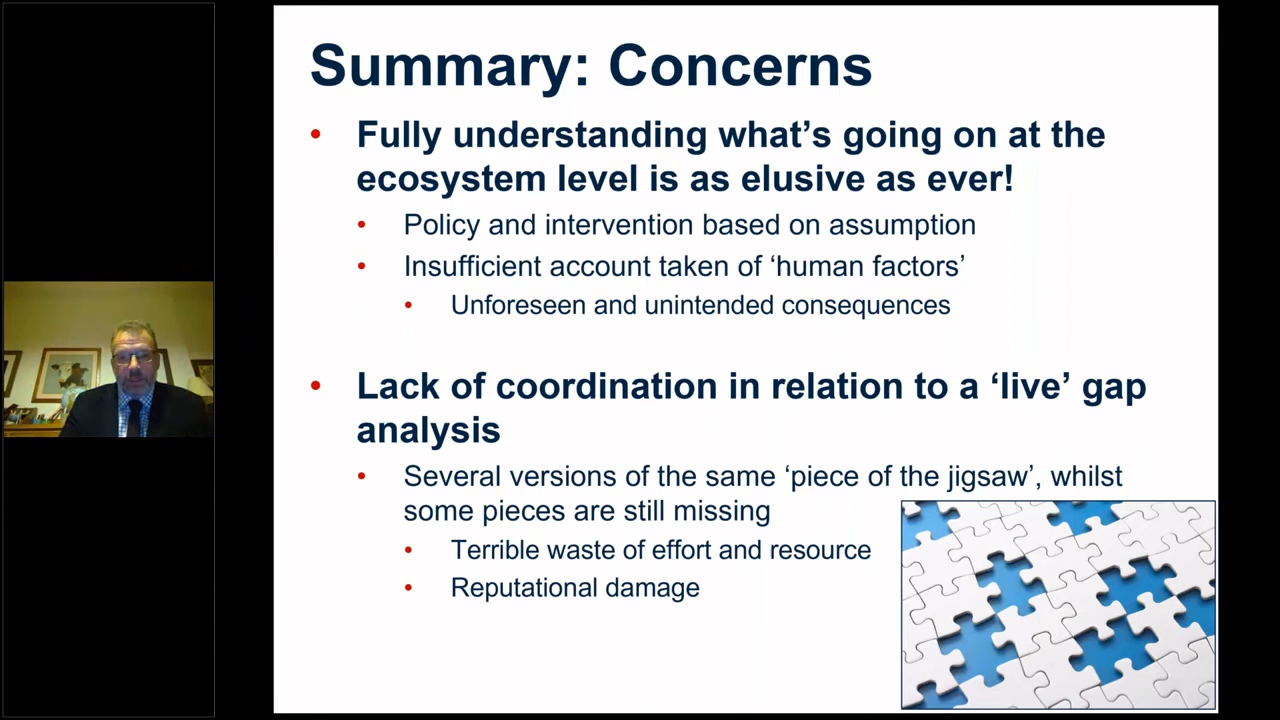 Summary: Concerns
• Fully understanding what’s going on at the
ecosystem level is as elusive as ever!
• Policy and intervention based on assumption
• Insufficient account taken of ‘human factors’
• Unforeseen and unintended consequences
• Lack of coordination in relation to a ‘live’ gap
analysis
• Several versions of the same ‘piece of the jigsaw’, whilst
some pieces are still missing
• Terrible waste of effort and resource
• Reputational damage